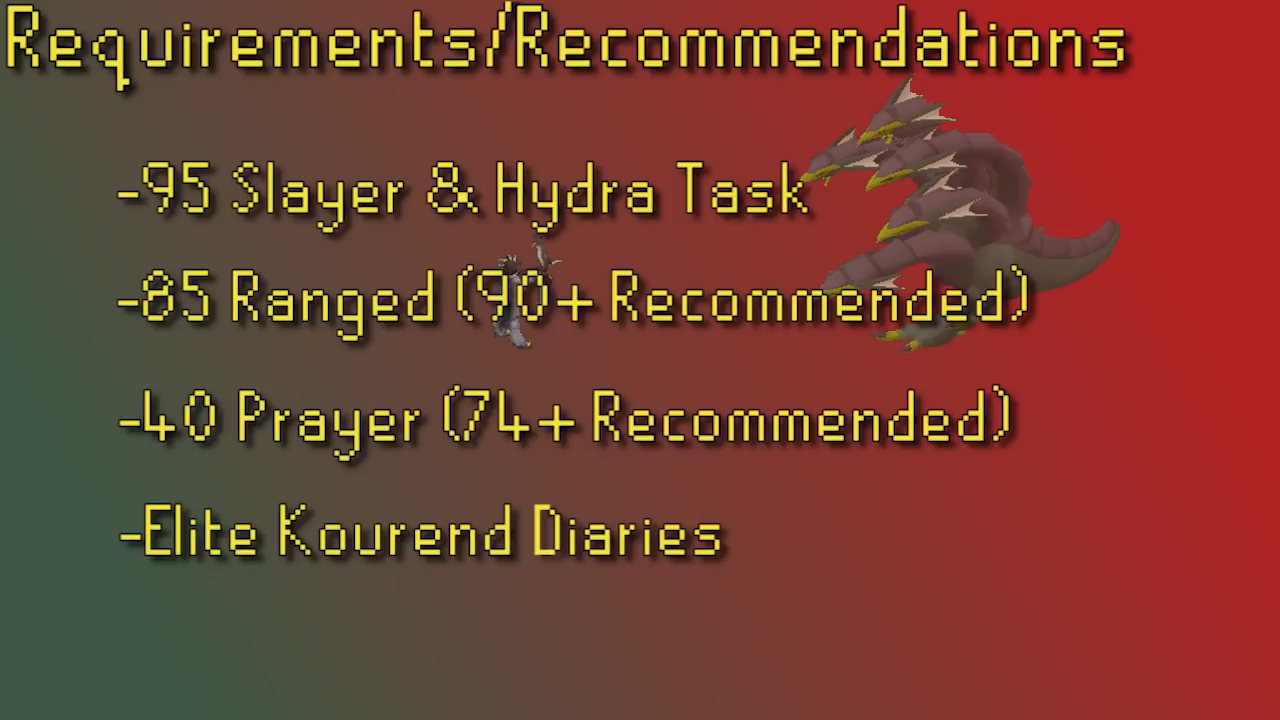 Requirements/Recommendations
-95 Slayer & Hydra Task
-85 Ranged (90+ Recommended)
-40 Prayer (74+ Recommended)
-Elite Kourend Diaries